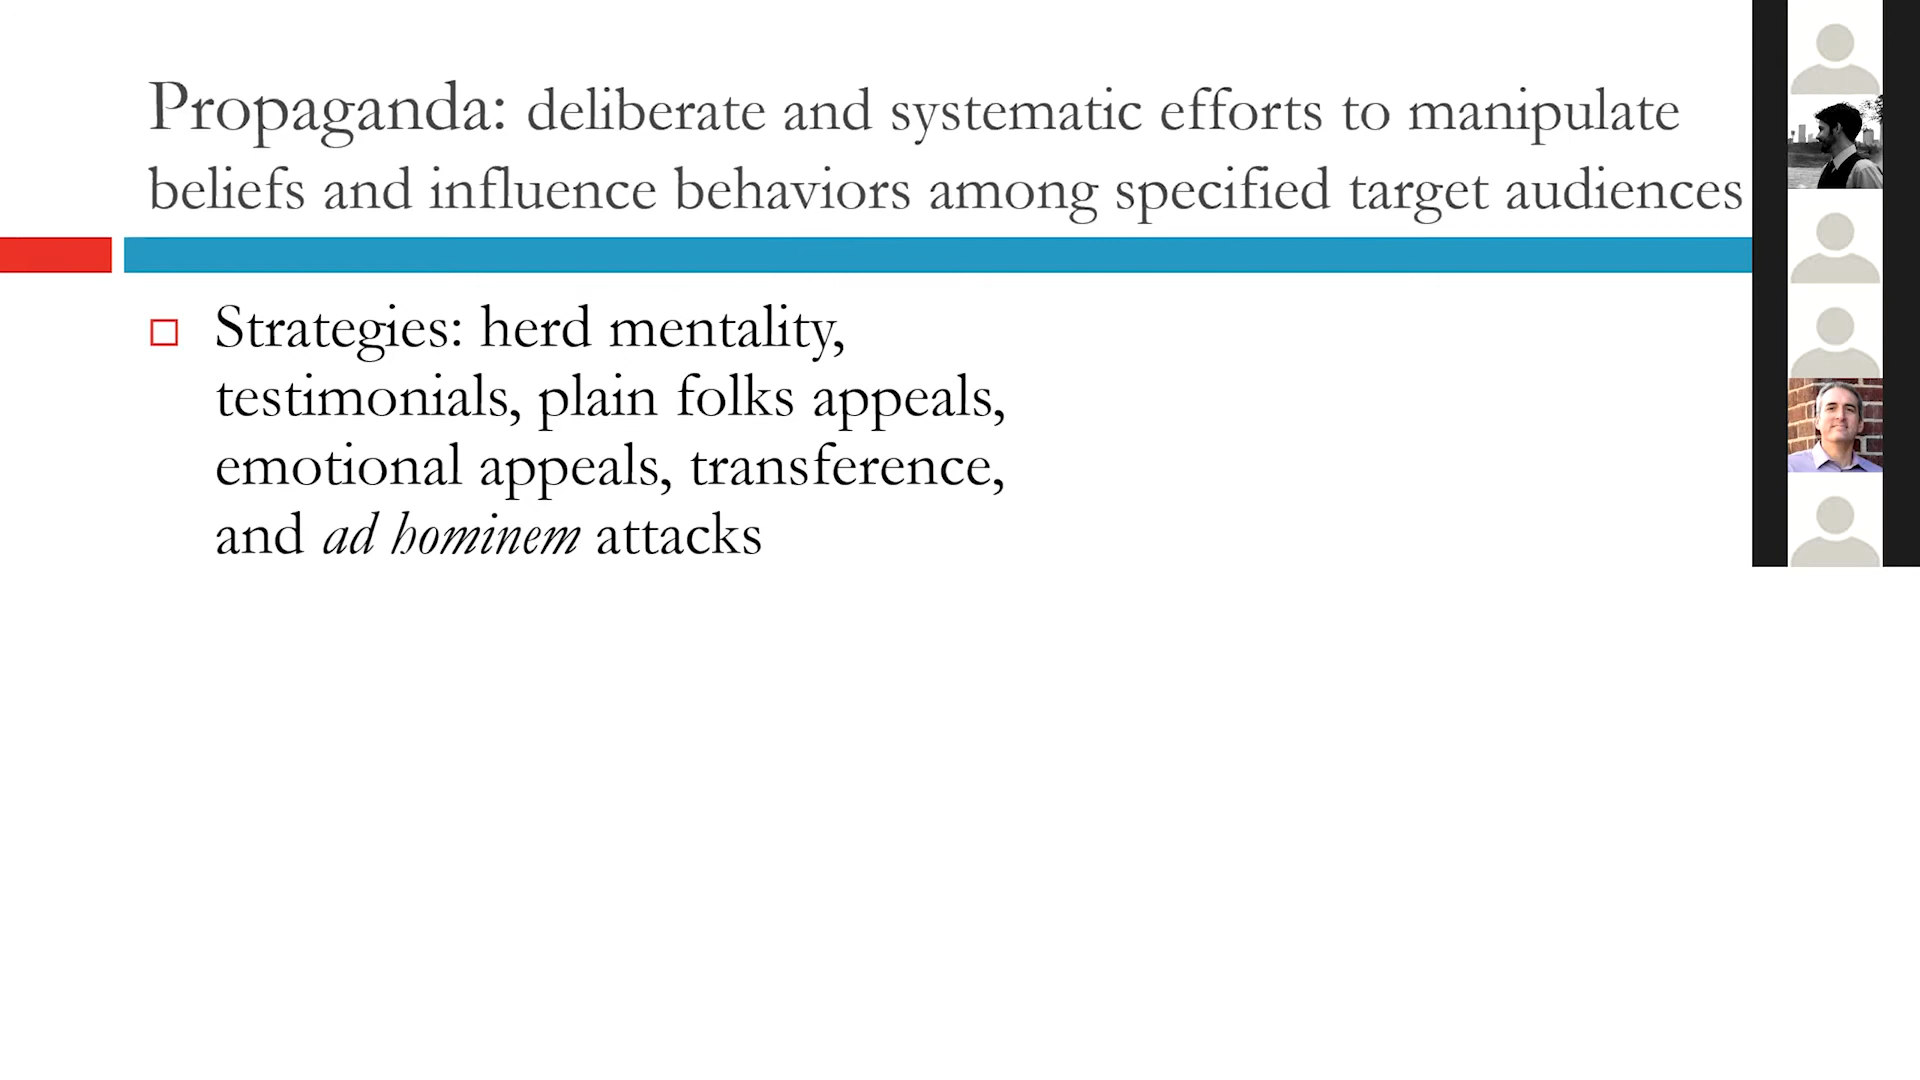 Propaganda: deliberate and systematic efforts to manipulate
beliefs and influence behaviors among specified target audiences
Strategies: herd mentality,
testimonials, plain folks appeals,
emotional appeals, transference,
and ad hominem attacks